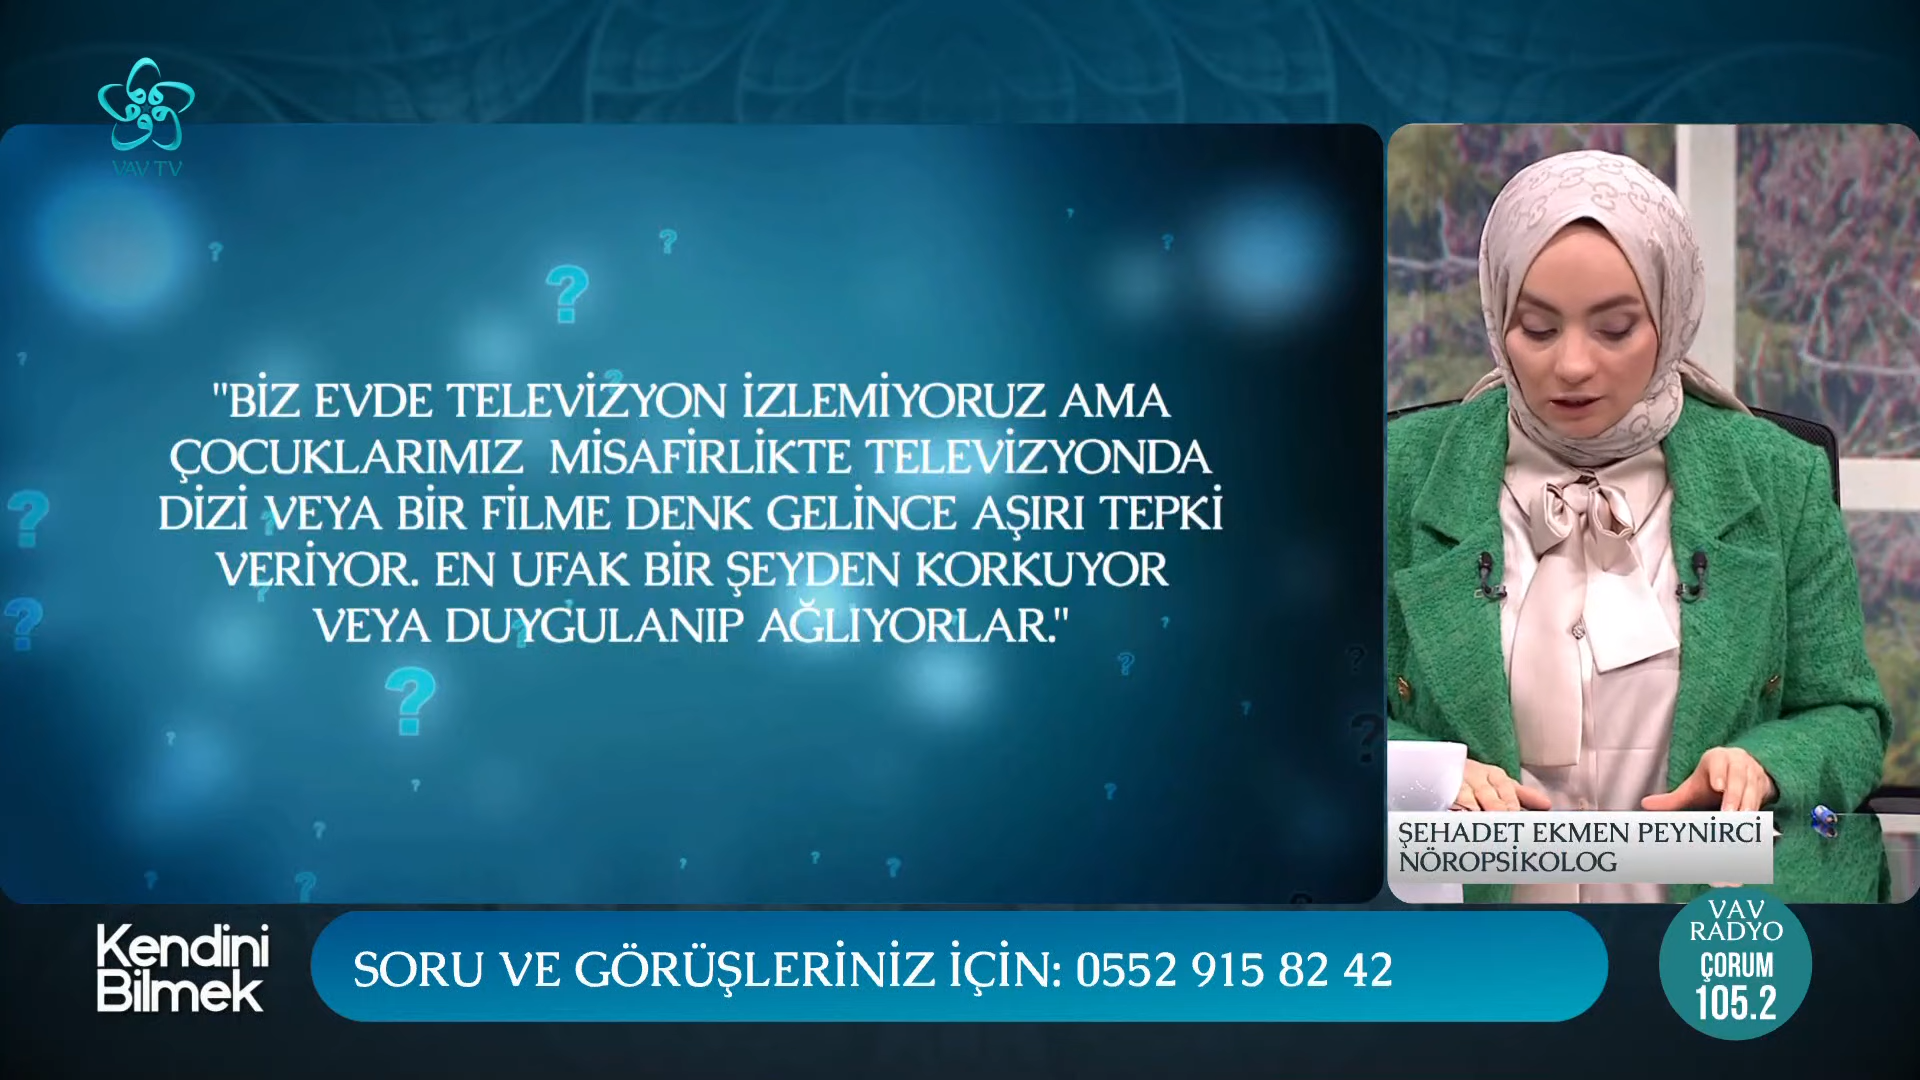 VAV TV
"BİZ EVDE TELEVİZYON İZLEMİYORUZ AMA
ÇOCUKLARIMIZ MİSAFİRLİKTE TELEVİZYONDA
DİZİ VEYA BİR FİLME DENK GELİNCE AŞIRI TEPKİ
VERİYOR. EN UFAK BİR ŞEYDEN KORKUYOR
VEYA DUYGULANIP AĞLIYORLAR."
ŞEHADET EKMEN PEYNİRCİ
NÖROPSİKOLOG
Kendini
Bilmek
SORU VE GÖRÜŞLERİNİZ İÇİN: 0552 915 82 42
VAV
RADYO
ÇORUM
105.2